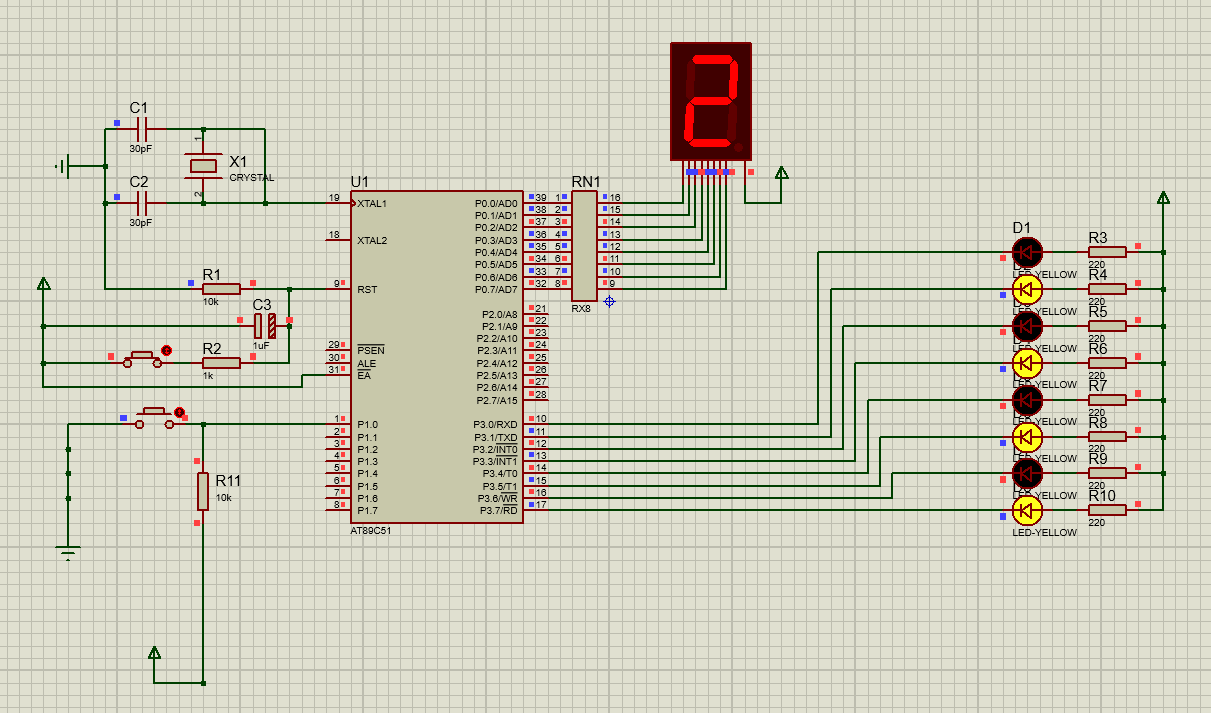 C1
30pF
1
X1
CRYSTAL
2
C2
30pF
R1
10k
C3
1uF
R2
1k
R11
10k
U1
19 XTAL1
18 XTAL2
9 RST
29 PSEN
30 ALE
31 EA
1 P1.0
2 P1.1
3 P1.2
4 P1.3
5 P1.4
6 P1.5
7 P1.6
8 P1.7
P0.0/AD0 39
P0.1/AD1 38
P0.2/AD2 37
P0.3/AD3 36
P0.4/AD4 35
P0.5/AD5 34
P0.6/AD6 33
P0.7/AD7 32
P2.0/A8 21
P2.1/A9 22
P2.2/A10 23
P2.3/A11 24
P2.4/A12 25
P2.5/A13 26
P2.6/A14 27
P2.7/A15 28
P3.0/RXD 10
P3.1/TXD 11
P3.2/INT0 12
P3.3/INT1 13
P3.4/T0 14
P3.5/T1 15
P3.6/WR 16
P3.7/RD 17
AT89C51
RN1
1 16
2 15
3 14
4 13
5 12
6 11
7 10
8 9
RX8
2
D1
R3
220
LED-YELLOW
R4
220
LED-YELLOW
R5
220
LED-YELLOW
R6
220
LED-YELLOW
R7
220
LED-YELLOW
R8
220
LED-YELLOW
R9
220
LED-YELLOW
R10
220
LED-YELLOW